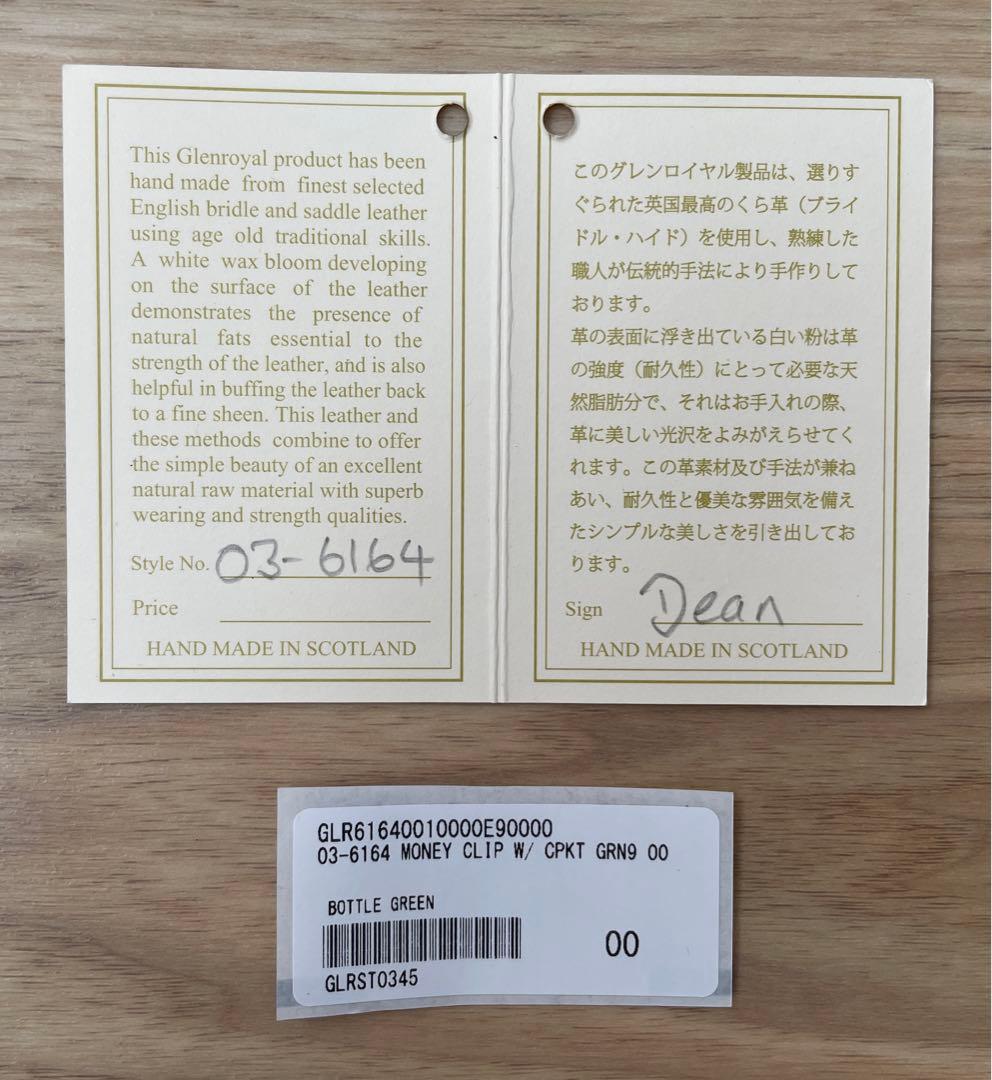 This Glenroyal product has been
hand made from finest selected
English bridle and saddle leather
using age old traditional skills.
A white wax bloom developing
on the surface of the leather
demonstrates the presence of
natural fats essential to the
strength of the leather, and is also
helpful in buffing the leather back
to a fine sheen. This leather and
these methods combine to offer
the simple beauty of an excellent
natural raw material with superb
wearing and strength qualities.
Style No. 03-6164
Price
HAND MADE IN SCOTLAND
このグレンロイヤル製品は、選りす
ぐられた英国最高のくら革（ブライ
ドル・ハイド）を使用し、熟練した
職人が伝統的手法により手作りして
おります。
革の表面に浮き出ている白い粉は革
の強度（耐久性）にとって必要な天
然脂肪分で、それはお手入れの際、
革に美しい光沢をよみがえらせてく
れます。この革素材及び手法が兼ね
あい、耐久性と優美な雰囲気を備え
たシンプルな美しさを引き出してお
ります。
Sign Dean
HAND MADE IN SCOTLAND
GLR61640010000E90000
03-6164 MONEY CLIP W/ CPKT GRN9 00
BOTTLE GREEN
00
GLRST0345